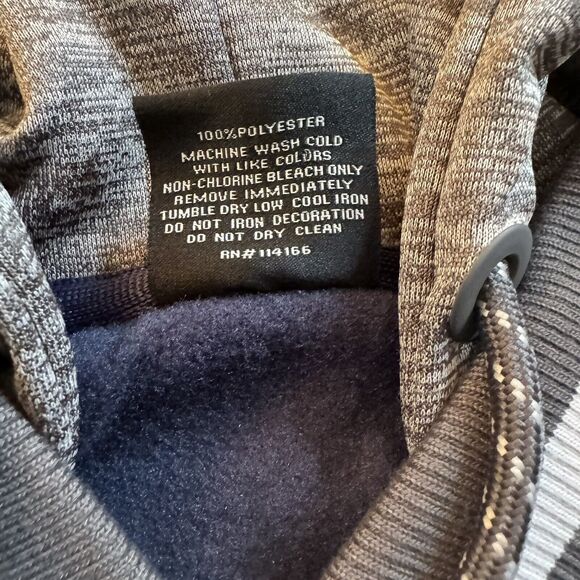 100%POLYESTER
MACHINE WASH COLD
WITH LIKE COLORS
NON-CHLORINE BLEACH ONLY
REMOVE IMMEDIATELY
TUMBLE DRY LOW COOL IRON
DO NOT IRON DECORATION
DO NOT DRY CLEAN
RN#114166